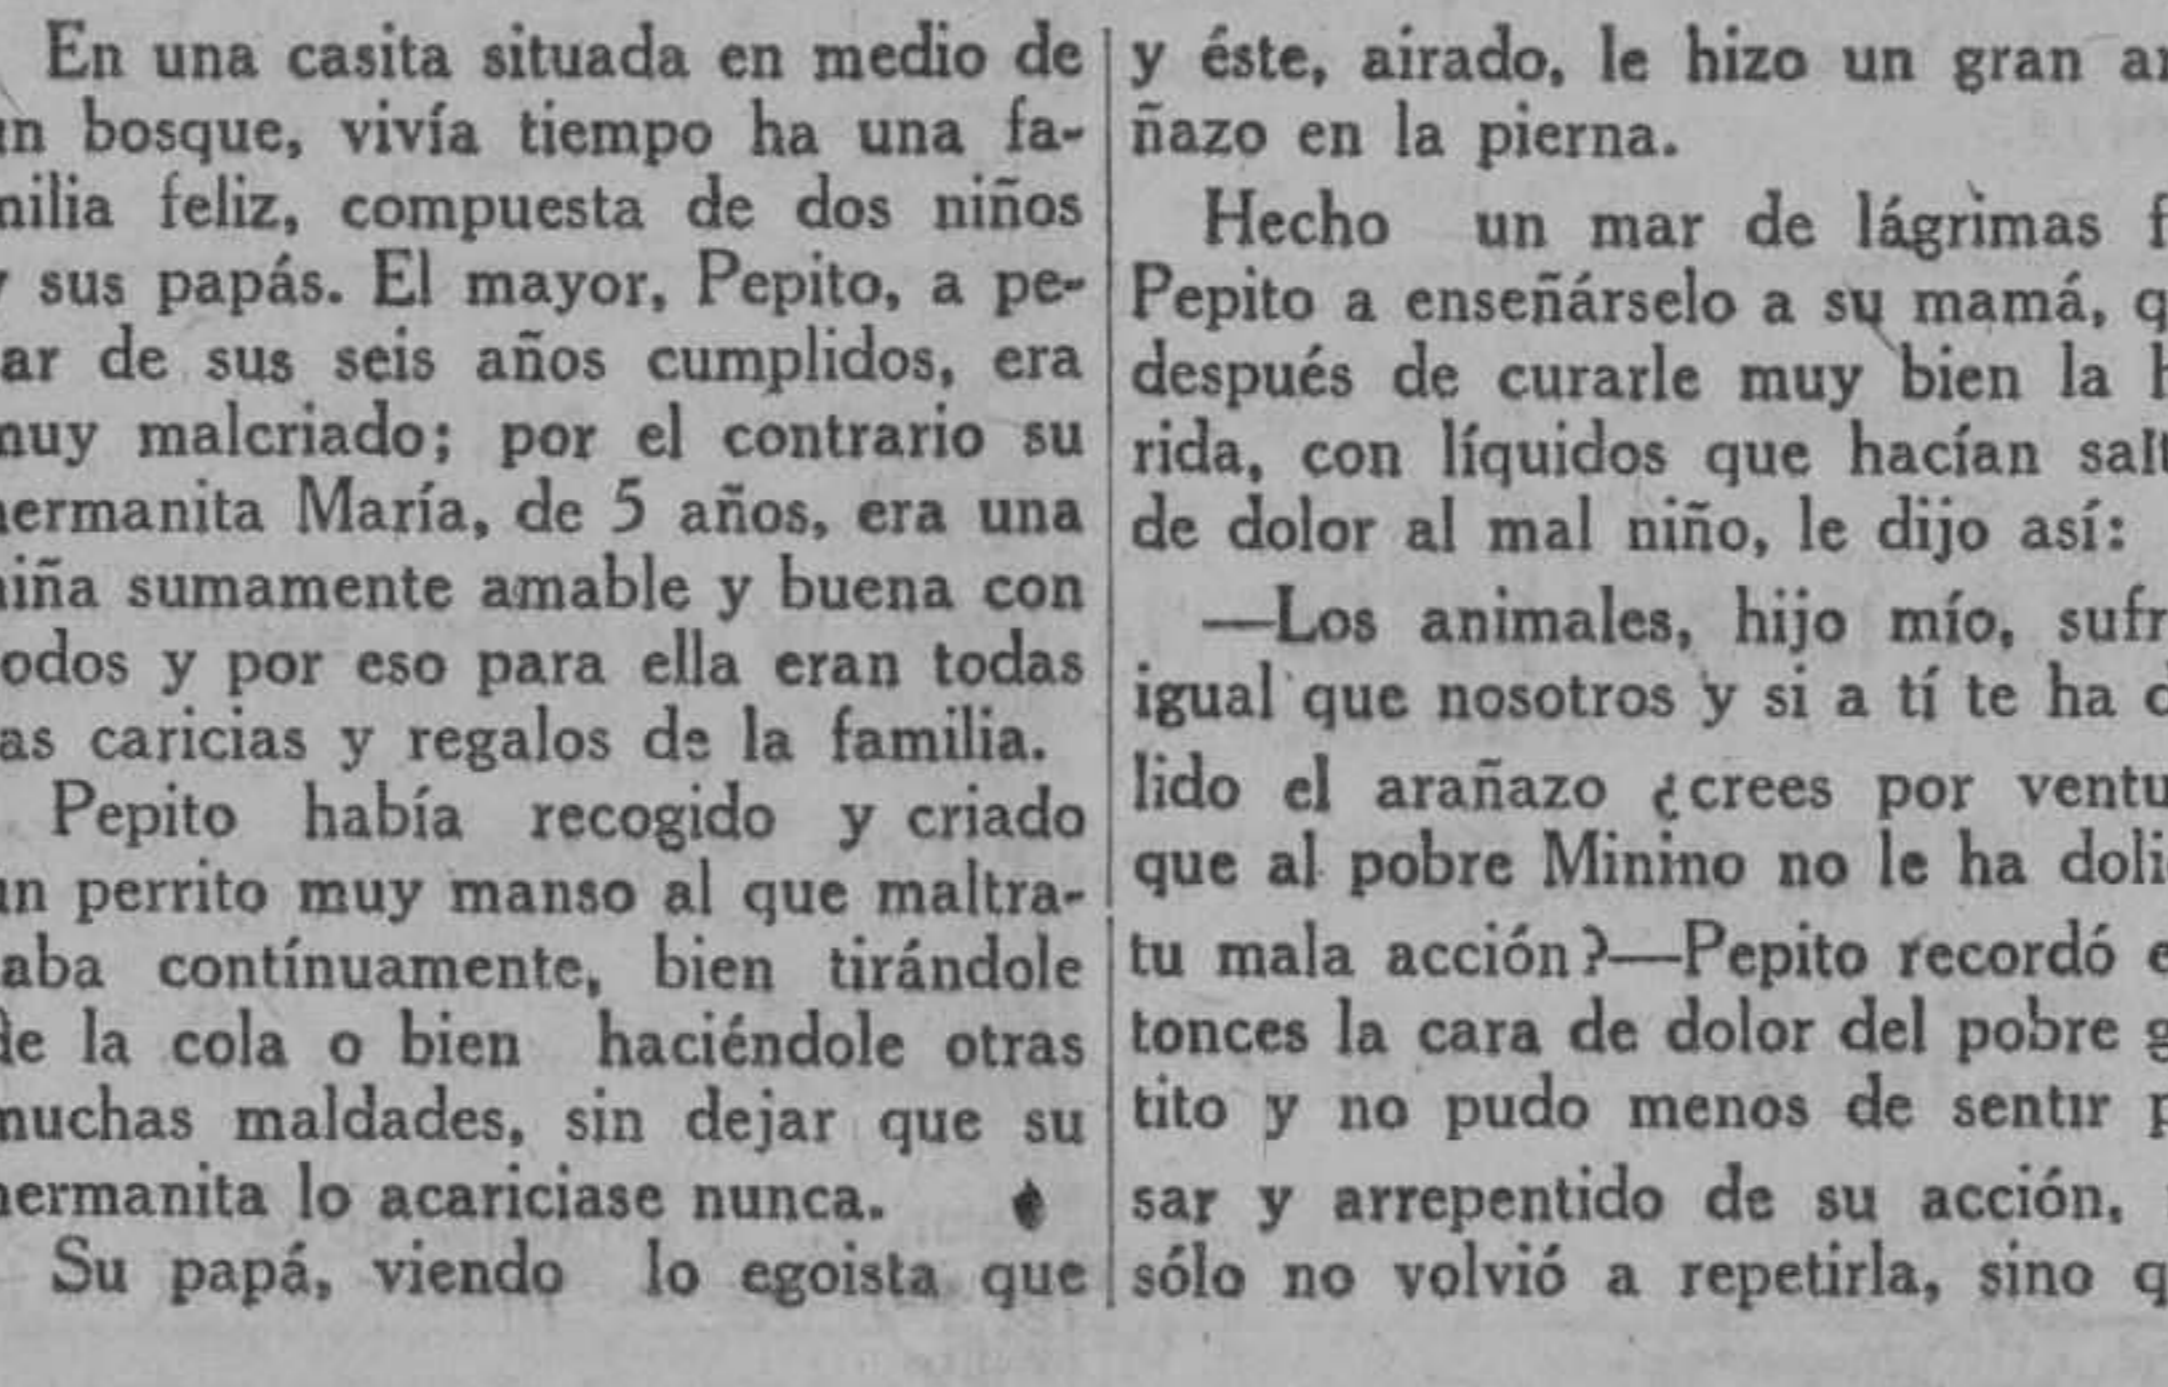 En una casita situada en medio de
un bosque, vivía tiempo ha una fa-
milia feliz, compuesta de dos niños
y sus papás. El mayor, Pepito, a pe-
ar de sus seis años cumplidos, era
muy malcriado; por el contrario su
hermanita María, de 5 años, era una
niña sumamente amable y buena con
odos y por eso para ella eran todas
as caricias y regalos de la familia.
Pepito había recogido y criado
un perrito muy manso al que maltra-
aba contínuamente, bien tirándole
de la cola o bien haciéndole otras
muchas maldades, sin dejar que su
hermanita lo acariciase nunca.
Su papá, viendo lo egoista que
y éste, airado, le hizo un gran ar
ñazo en la pierna.
Hecho un mar de lágrimas f
Pepito a enseñárselo a su mamá, q
después de curarle muy bien la h
rida, con líquidos que hacían salt
de dolor al mal niño, le dijo así:
—Los animales, hijo mío, sufr
igual que nosotros y si a tí te ha d
lido el arañazo ¿crees por ventu
que al pobre Minino no le ha doli
tu mala acción?—Pepito recordó e
tonces la cara de dolor del pobre g
tito y no pudo menos de sentir p
sar y arrepentido de su acción,
sólo no volvió a repetirla, sino q